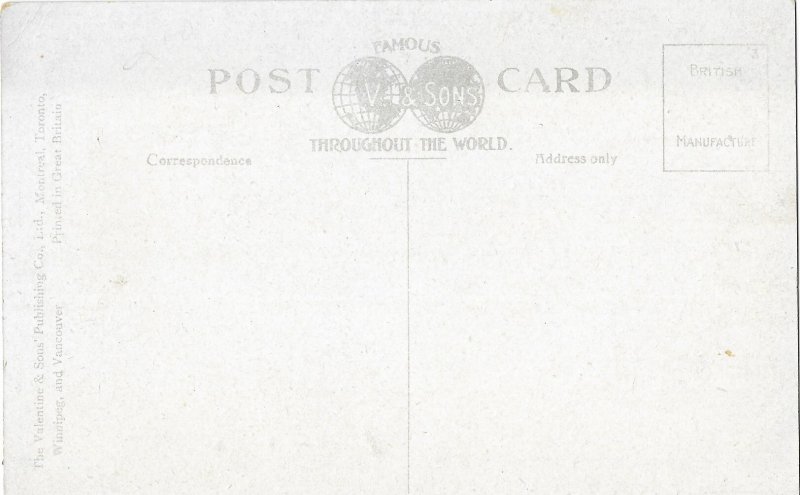 FAMOUS
POST V. & SONS CARD
THROUGHOUT THE WORLD.
BRITISH
MANUFACTURE
Correspondence
Address only
The Valentine & Sons' Publishing Co., Ltd., Montreal, Toronto,
Winnipeg, and Vancouver Printed in Great Britain
3